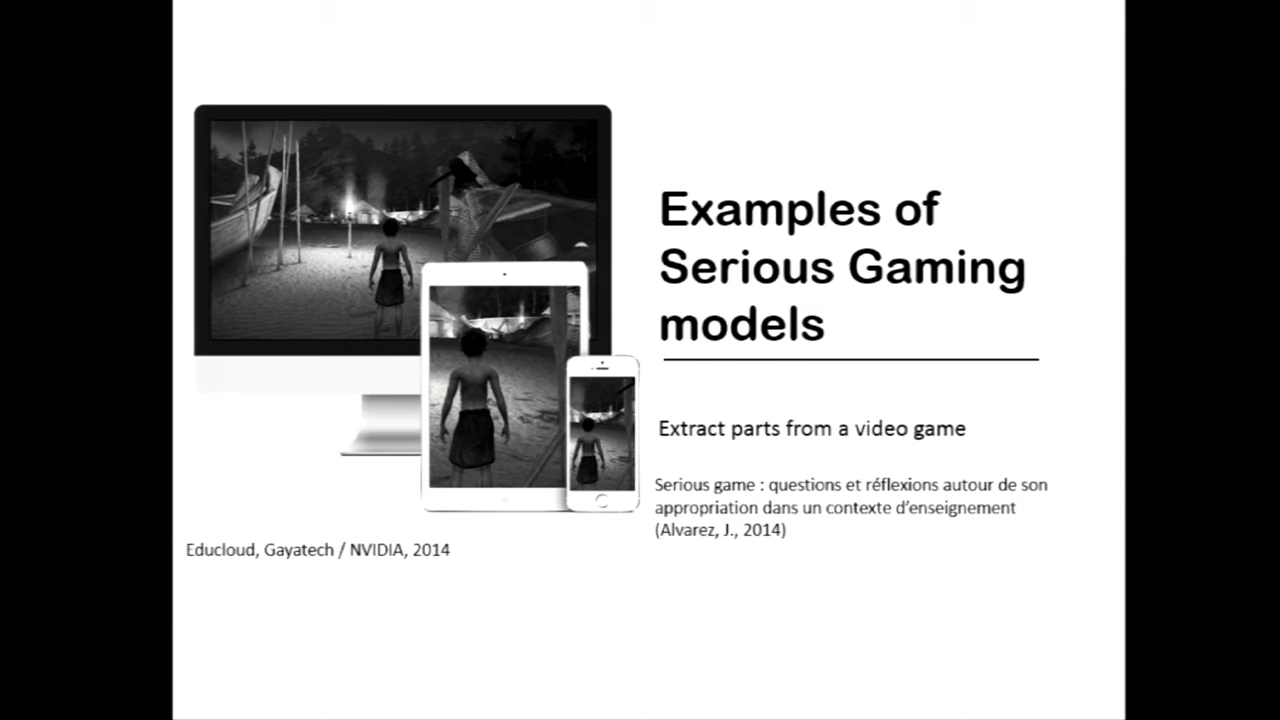 Examples of
Serious Gaming
models
Extract parts from a video game
Serious game : questions et réflexions autour de son
appropriation dans un contexte d’enseignement
(Alvarez, J., 2014)
Educloud, Gayatech / NVIDIA, 2014